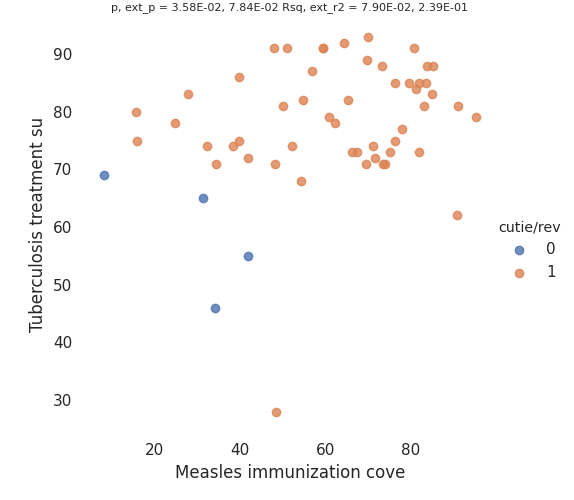 p, ext_p = 3.58E-02, 7.84E-02 Rsq, ext_r2 = 7.90E-02, 2.39E-01
90
80
70
60
50
40
30
Tuberculosis treatment su
20 40 60 80
Measles immunization cove
cutie/rev
0
1